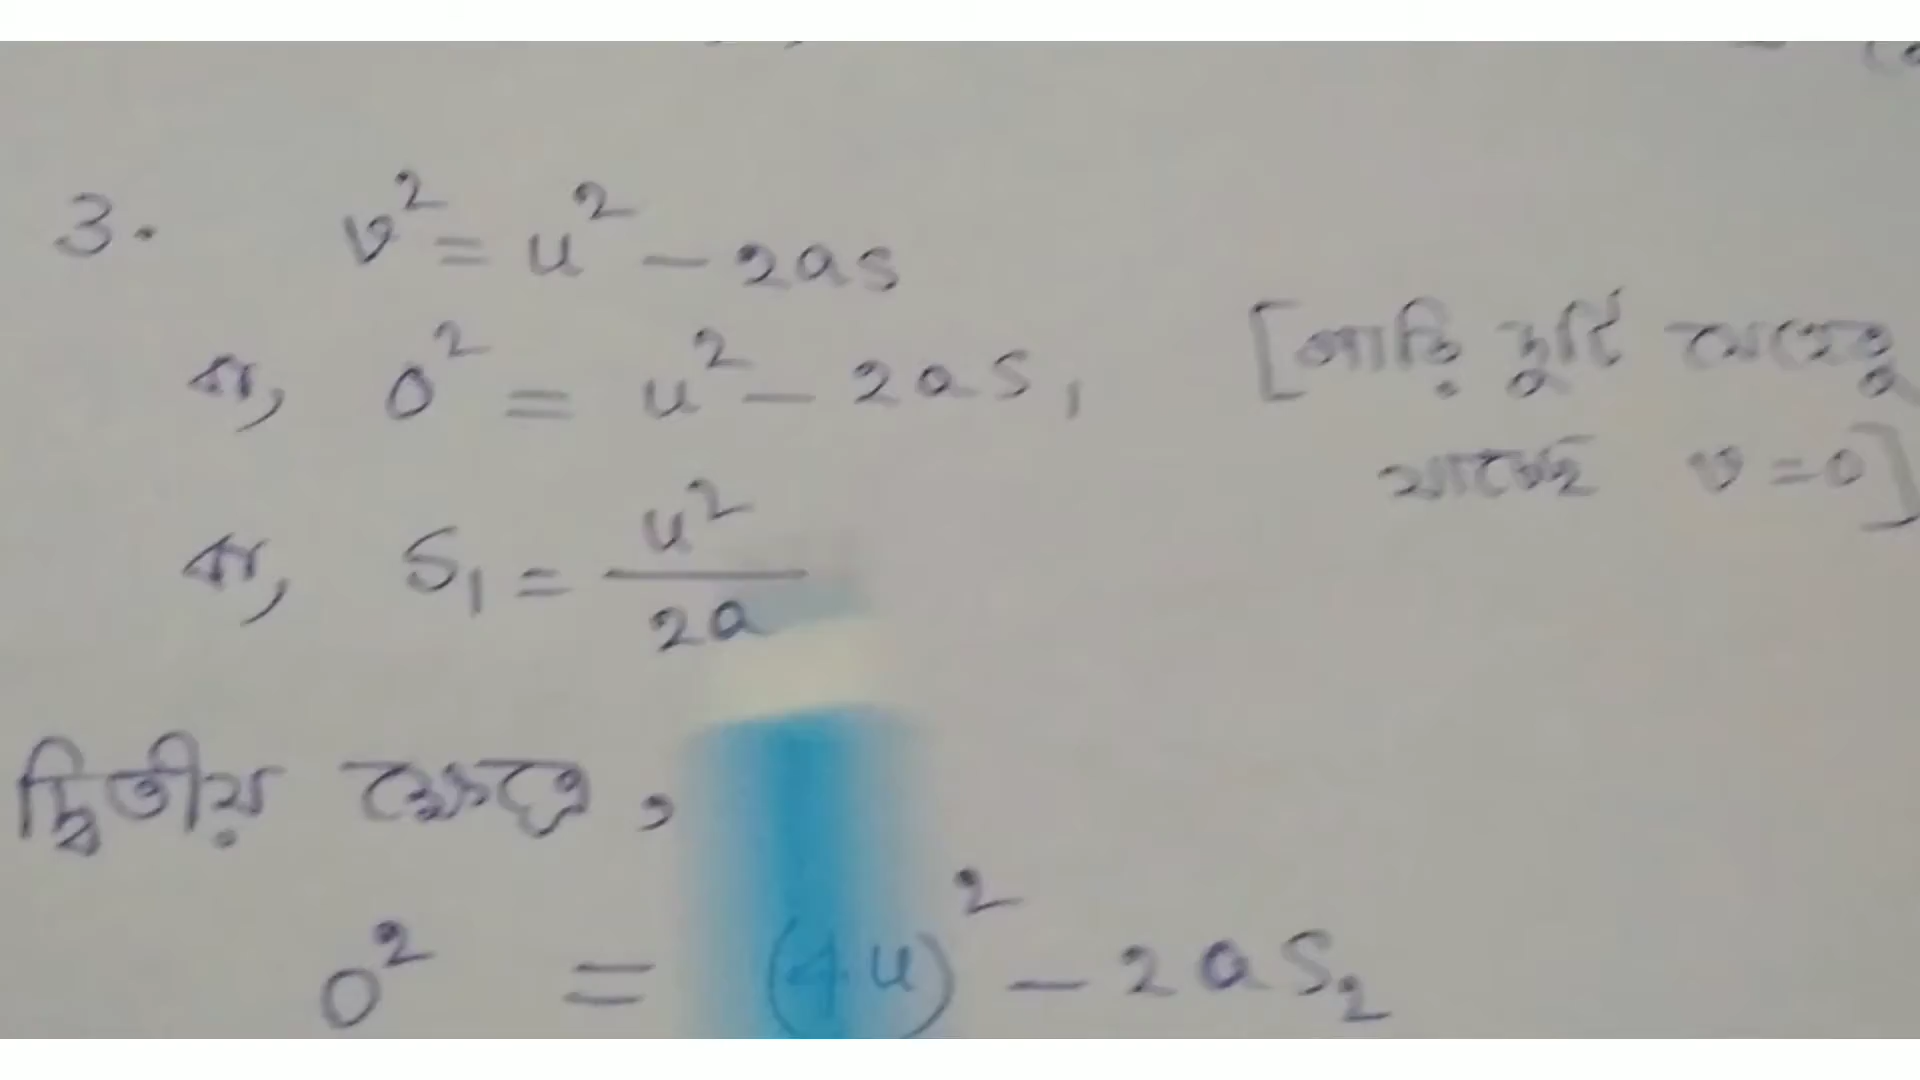 3. v² = u² - 2as
বা, 0² = u² - 2as₁ [গাড়ি দুটি
v = 0]
বা, S₁ = u²/2a
দ্বিতীয় ক্ষেত্রে,
0² = (4u)² - 2as₂